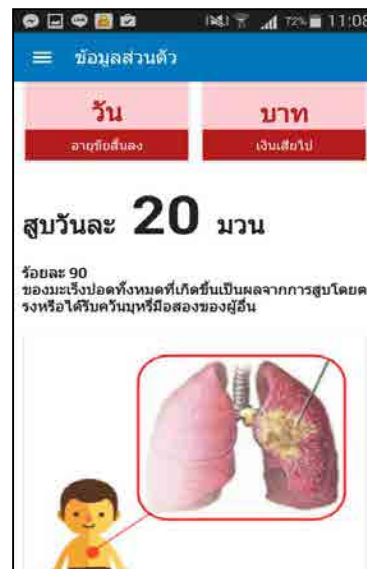 72% 11:08
ข้อมูลส่วนตัว
วัน บาท
อายุขัยสั้นลง เงินเสียไป
สูบวันละ 20 มวน
ร้อยละ 90
ของมะเร็งปอดทั้งหมดที่เกิดขึ้นเป็นผลจากการสูบโดยต
รงหรือได้รับควันบุหรี่มือสองของผู้อื่น